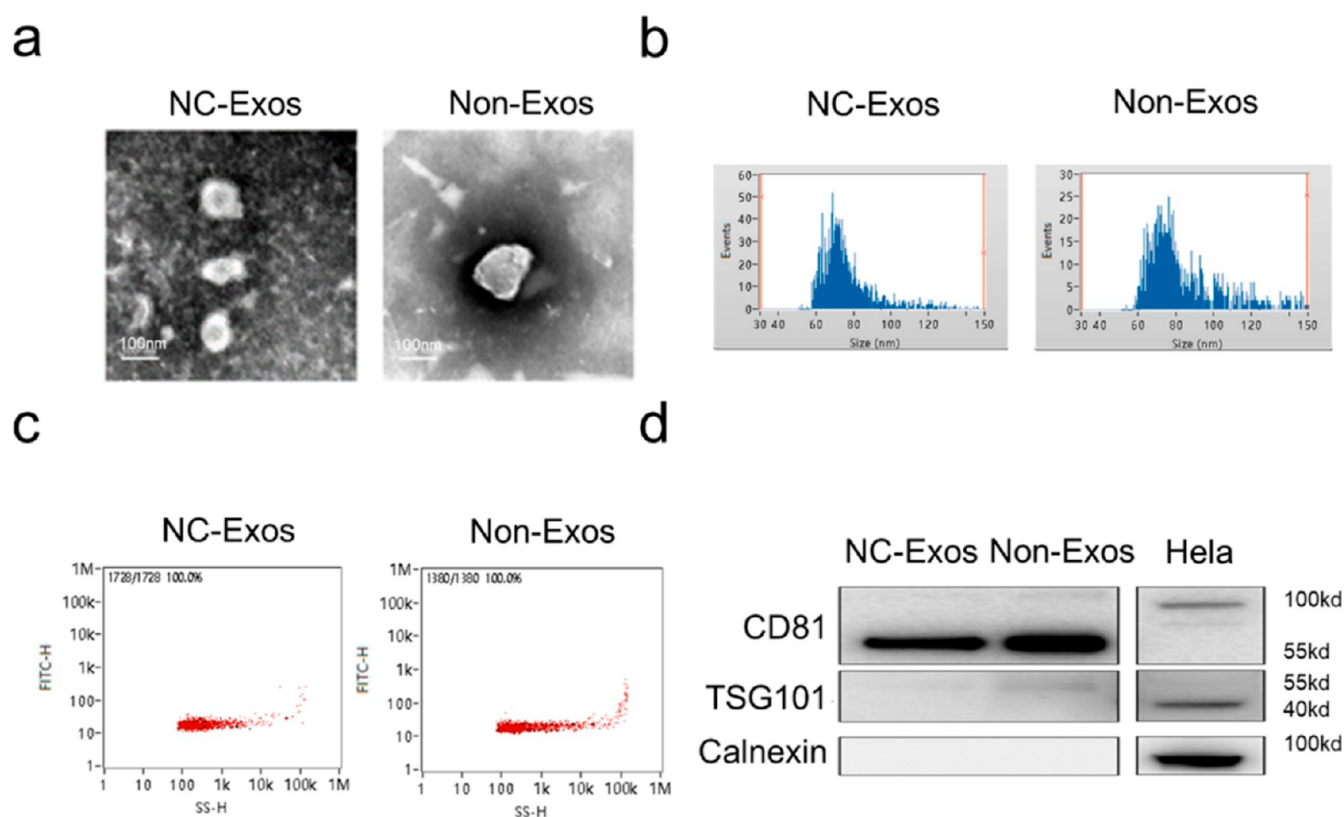 a
NC-Exos
Non-Exos
100nm
100nm
b
NC-Exos
Non-Exos
60
50
40
30
20
10
0
Events
30 40 60 80 100 120 150
Size (nm)
30
25
20
15
10
5
0
Events
30 40 60 80 100 120 150
Size (nm)
c
NC-Exos
Non-Exos
1728/1728 100.0%
1M
100k
10k
1k
100
10
1
FITC-H
1 10 100 1k 10k 100k 1M
SS-H
1380/1380 100.0%
1M
100k
10k
1k
100
10
1
FITC-H
1 10 100 1k 10k 100k 1M
SS-H
d
NC-Exos Non-Exos Hela
CD81
100kd
55kd
TSG101
55kd
40kd
Calnexin
100kd